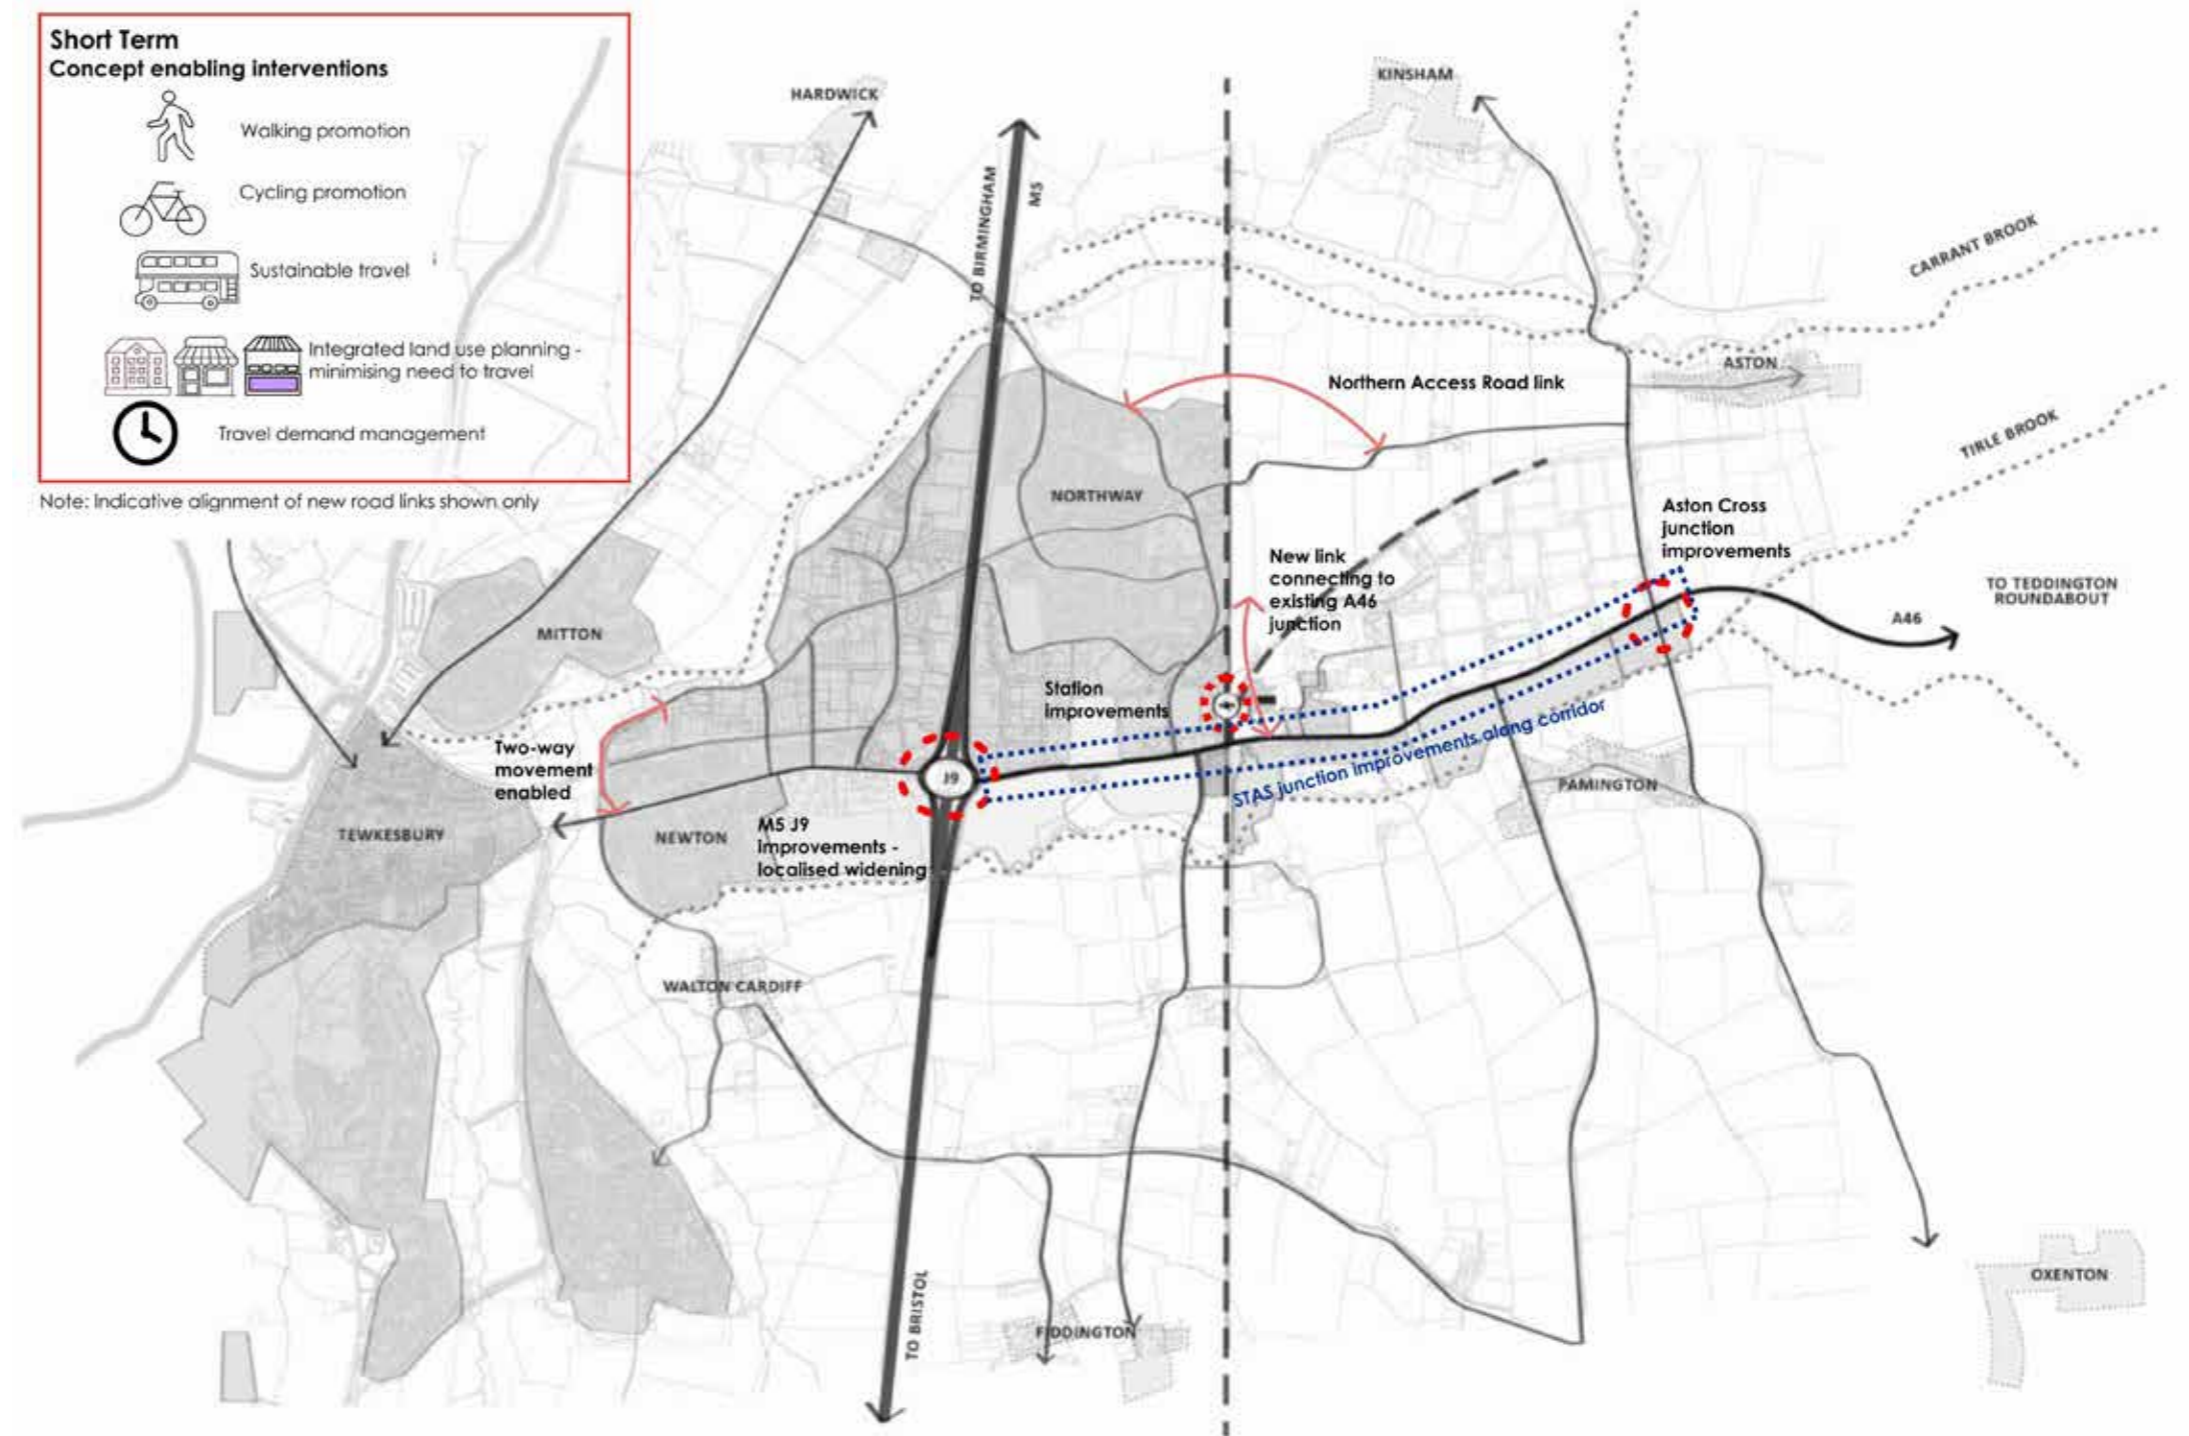 Short Term
Concept enabling interventions
Walking promotion
Cycling promotion
Sustainable travel
Integrated land use planning -
minimising need to travel
Travel demand management
Note: Indicative alignment of new road links shown only
HARDWICK
KINSHAM
TO BIRMINGHAM
M5
CARRANT BROOK
ASTON
Northern Access Road link
TIRLE BROOK
NORTHWAY
Aston Cross
junction
improvements
New link
connecting to
existing A46
junction
TO TEDDINGTON
ROUNDABOUT
A46
MITTON
Station
improvements
Two-way
movement
enabled
J9
STAS junction improvements along corridor
PAMINGTON
TEWKESBURY
NEWTON
M5 J9
Improvements -
localised widening
WALTON CARDIFF
OXENTON
TO BRISTOL
FIDDINGTON